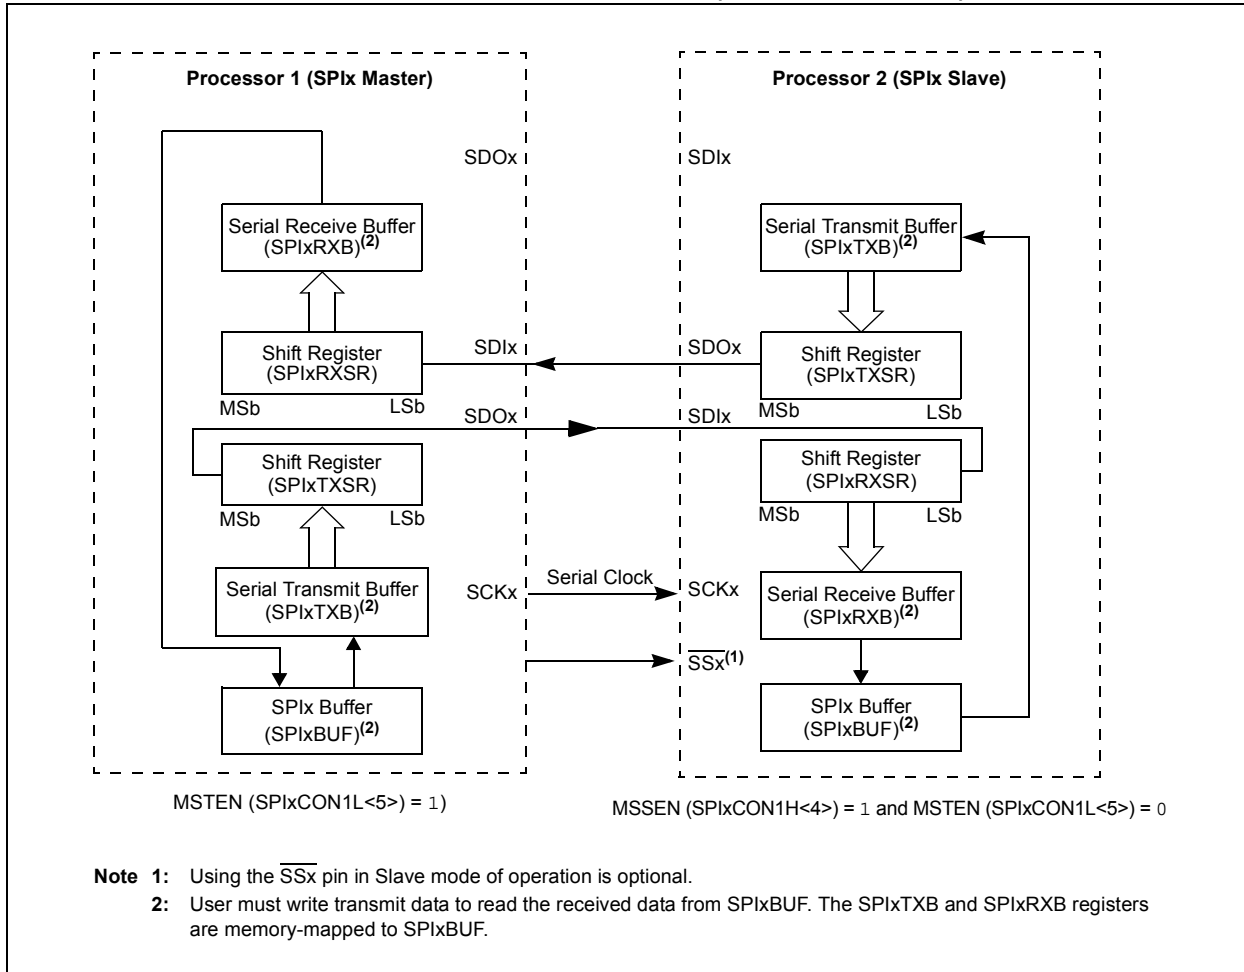 Processor 1 (SPIx Master)
SDOx
Serial Receive Buffer
(SPIxRXB)(2)
Shift Register
(SPIxRXSR)
SDIx
MSb
LSb
SDOx
Shift Register
(SPIxTXSR)
MSb
LSb
Serial Transmit Buffer
(SPIxTXB)(2)
SCKx
SPIx Buffer
(SPIxBUF)(2)
MSTEN (SPIxCON1L<5>) = 1)
Serial Clock
Processor 2 (SPIx Slave)
SDIx
Serial Transmit Buffer
(SPIxTXB)(2)
SDOx
Shift Register
(SPIxTXSR)
MSb
LSb
SDIx
Shift Register
(SPIxRXSR)
MSb
LSb
SCKx
Serial Receive Buffer
(SPIxRXB)(2)
SSx(1)
SPIx Buffer
(SPIxBUF)(2)
MSSEN (SPIxCON1H<4>) = 1 and MSTEN (SPIxCON1L<5>) = 0
Note 1: Using the SSx pin in Slave mode of operation is optional.
2: User must write transmit data to read the received data from SPIxBUF. The SPIxTXB and SPIxRXB registers
are memory-mapped to SPIxBUF.